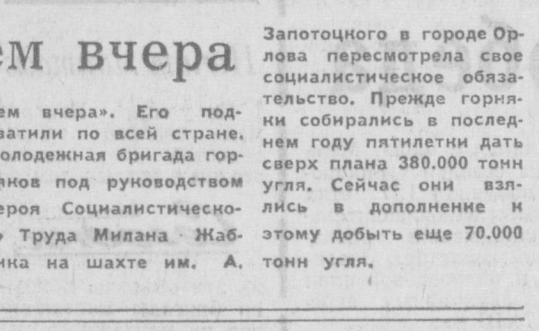 ем вчера
ем вчера». Его под-
ватили по всей стране.
олодежная бригада гор-
яков под руководством
ероя Социалистическо-
Труда Милана Жаб-
ика на шахте им. А.
Запотоцкого в городе Ор-
лова пересмотрела свое
социалистическое обяза-
тельство. Прежде горня-
ки собирались в послед-
нем году пятилетки дать
сверх плана 380.000 тонн
угля. Сейчас они взя-
лись в дополнение к
этому добыть еще 70.000
тонн угля.